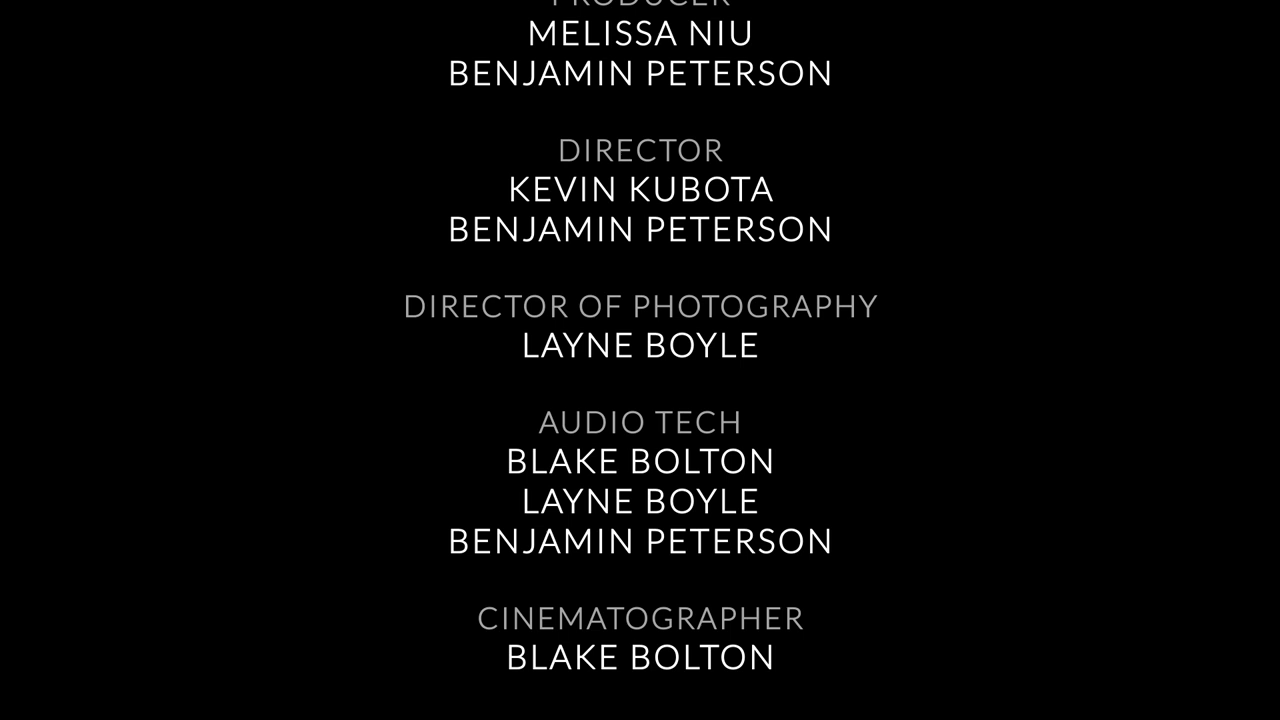 PRODUCER
MELISSA NIU
BENJAMIN PETERSON
DIRECTOR
KEVIN KUBOTA
BENJAMIN PETERSON
DIRECTOR OF PHOTOGRAPHY
LAYNE BOYLE
AUDIO TECH
BLAKE BOLTON
LAYNE BOYLE
BENJAMIN PETERSON
CINEMATOGRAPHER
BLAKE BOLTON